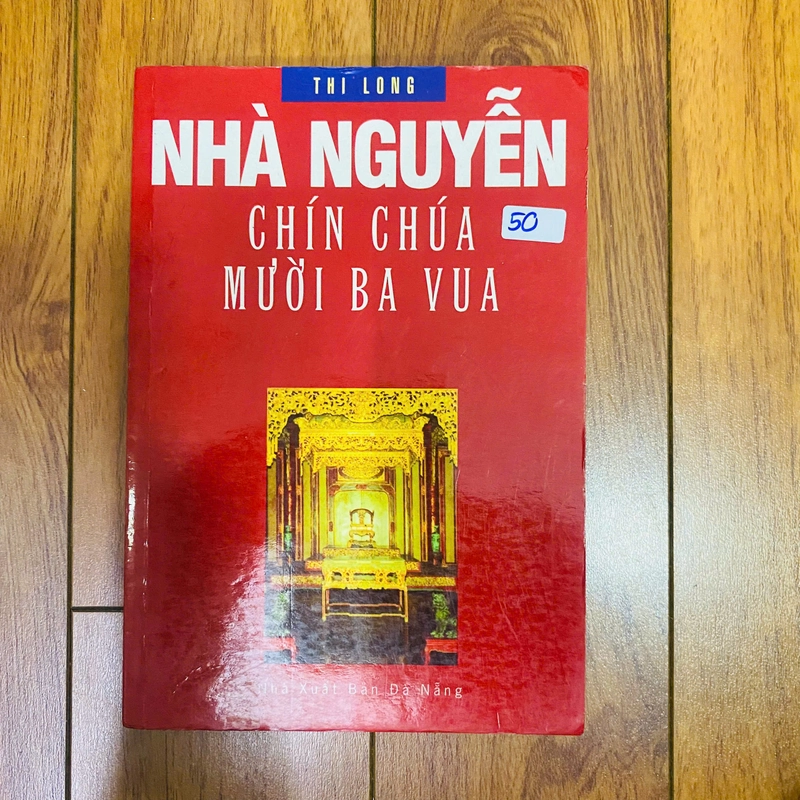 THI LONG
NHÀ NGUYỄN
CHÍN CHÚA
50
MƯỜI BA VUA
Nhà Xuất Bản Đà Nẵng